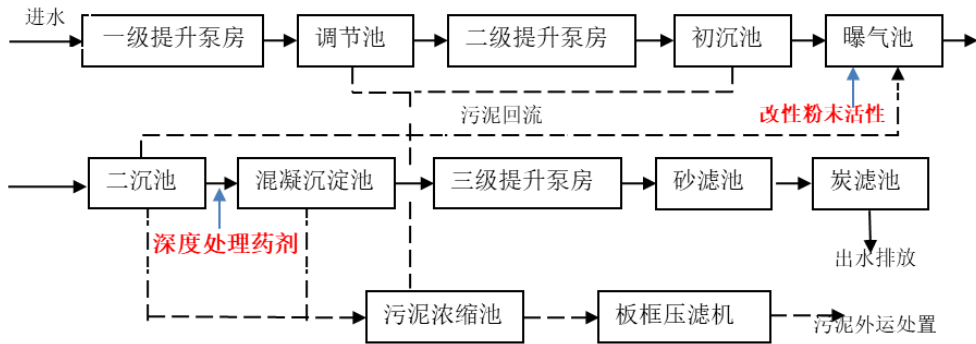 进水
一级提升泵房
调节池
二级提升泵房
初沉池
曝气池
污泥回流
改性粉末活性
二沉池
混凝沉淀池
三级提升泵房
砂滤池
炭滤池
深度处理药剂
出水排放
污泥浓缩池
板框压滤机
污泥外运处置